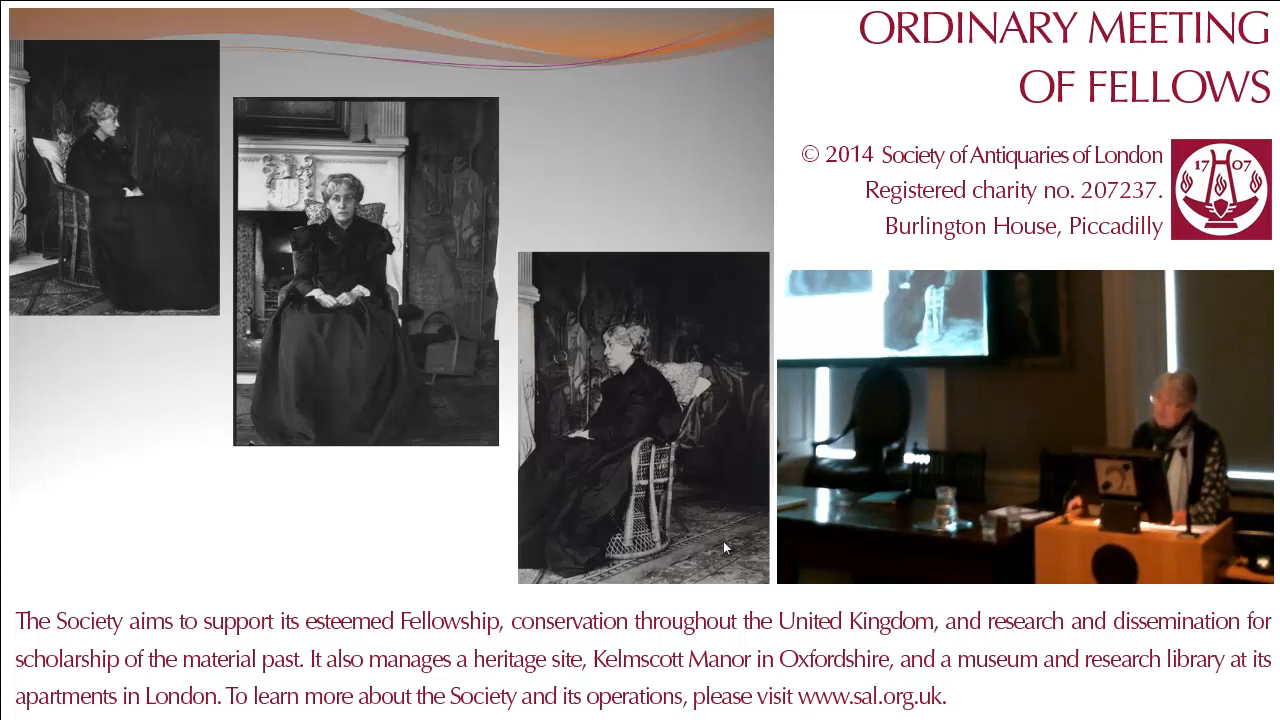 ORDINARY MEETING
OF FELLOWS
© 2014 Society of Antiquaries of London
Registered charity no. 207237.
Burlington House, Piccadilly
17 07
The Society aims to support its esteemed Fellowship, conservation throughout the United Kingdom, and research and dissemination for
scholarship of the material past. It also manages a heritage site, Kelmscott Manor in Oxfordshire, and a museum and research library at its
apartments in London. To learn more about the Society and its operations, please visit www.sal.org.uk.